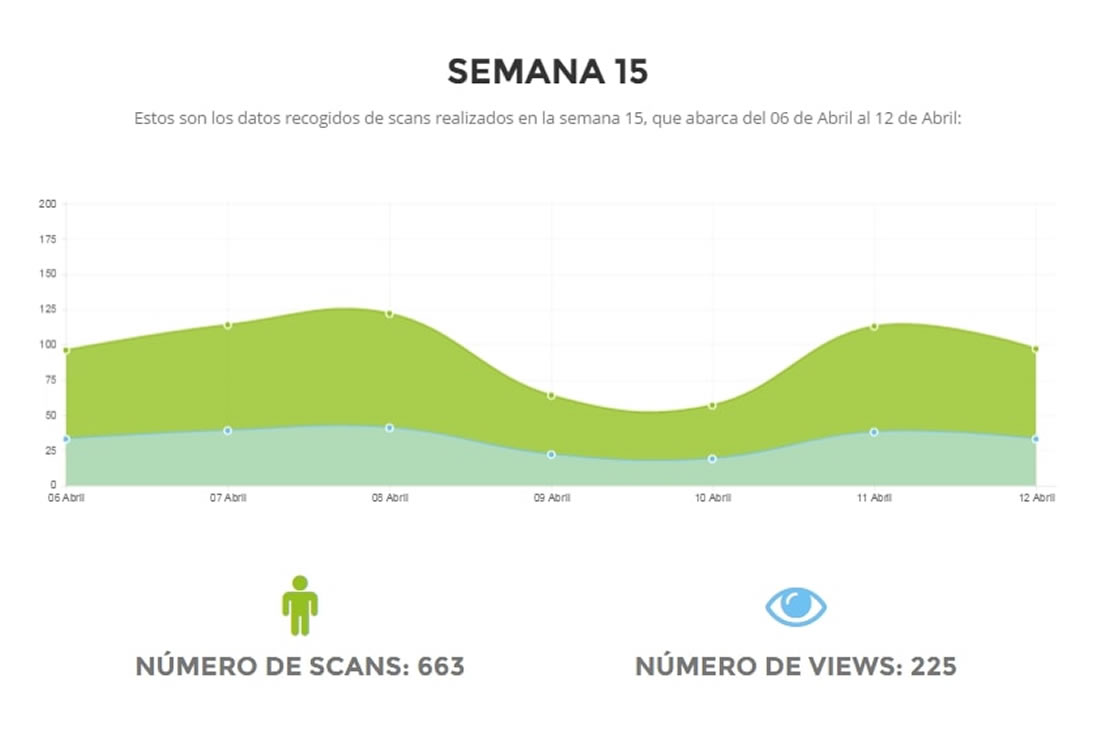 SEMANA 15
Estos son los datos recogidos de scans realizados en la semana 15, que abarca del 06 de Abril al 12 de Abril:
200
175
150
125
100
75
50
25
0
06 Abril 07 Abril 08 Abril 09 Abril 10 Abril 11 Abril 12 Abril
NÚMERO DE SCANS: 663 NÚMERO DE VIEWS: 225